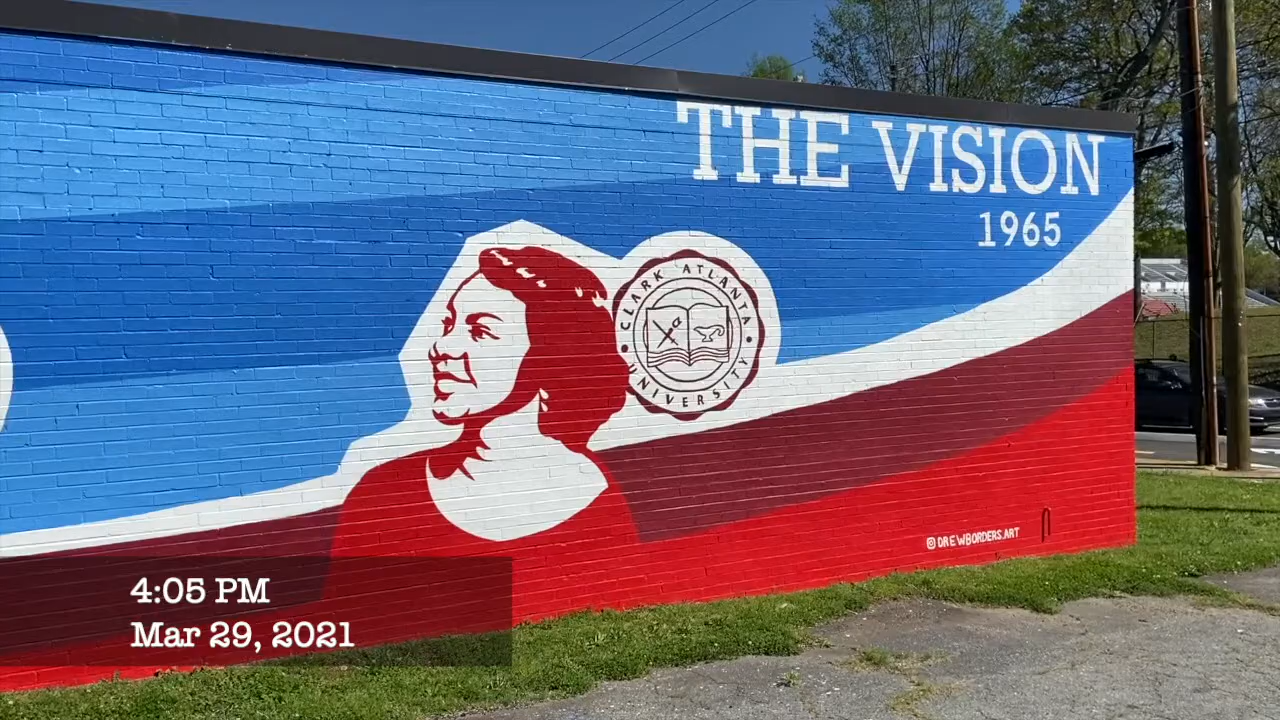 THE VISION
1965
CLARK ATLANTA
UNIVERSITY
DREWBORDERS.ART
4:05 PM
Mar 29, 2021